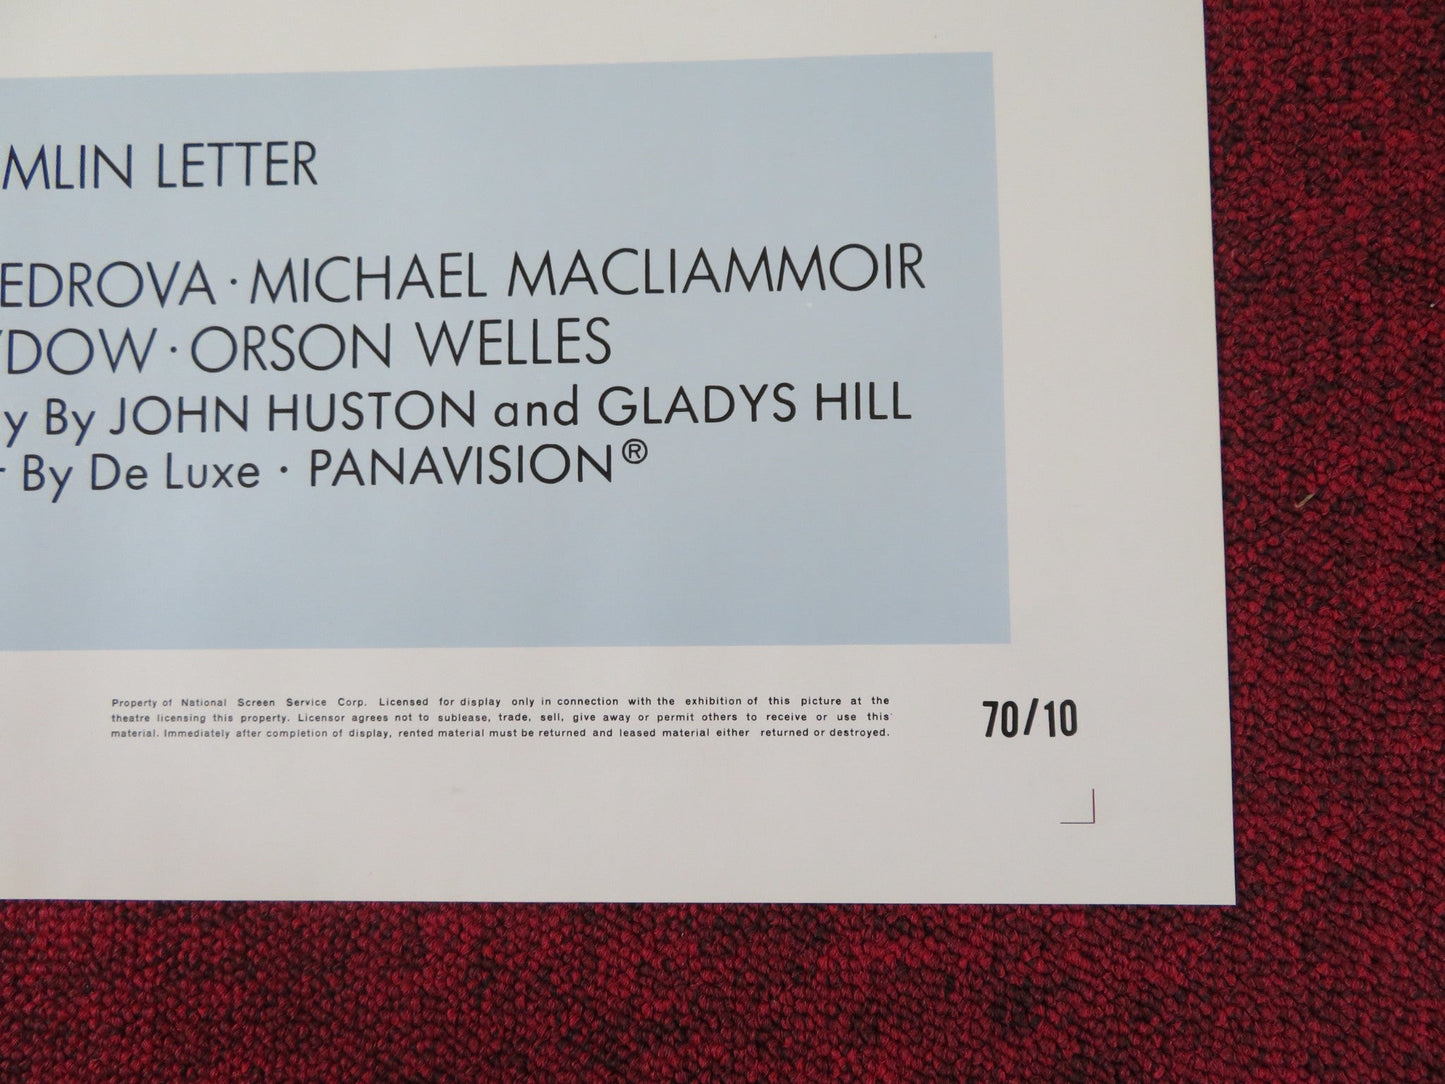 MLIN LETTER
EDROVA · MICHAEL MACLIAMMOIR
YDOW · ORSON WELLES
y By JOHN HUSTON and GLADYS HILL
r By De Luxe · PANAVISION®
Property of National Screen Service Corp. Licensed for display only in connection with the exhibition of this picture at the
theatre licensing this property. Licensor agrees not to sublease, trade, sell, give away or permit others to receive or use this
material. Immediately after completion of display, rented material must be returned and leased material either returned or destroyed.
70/10